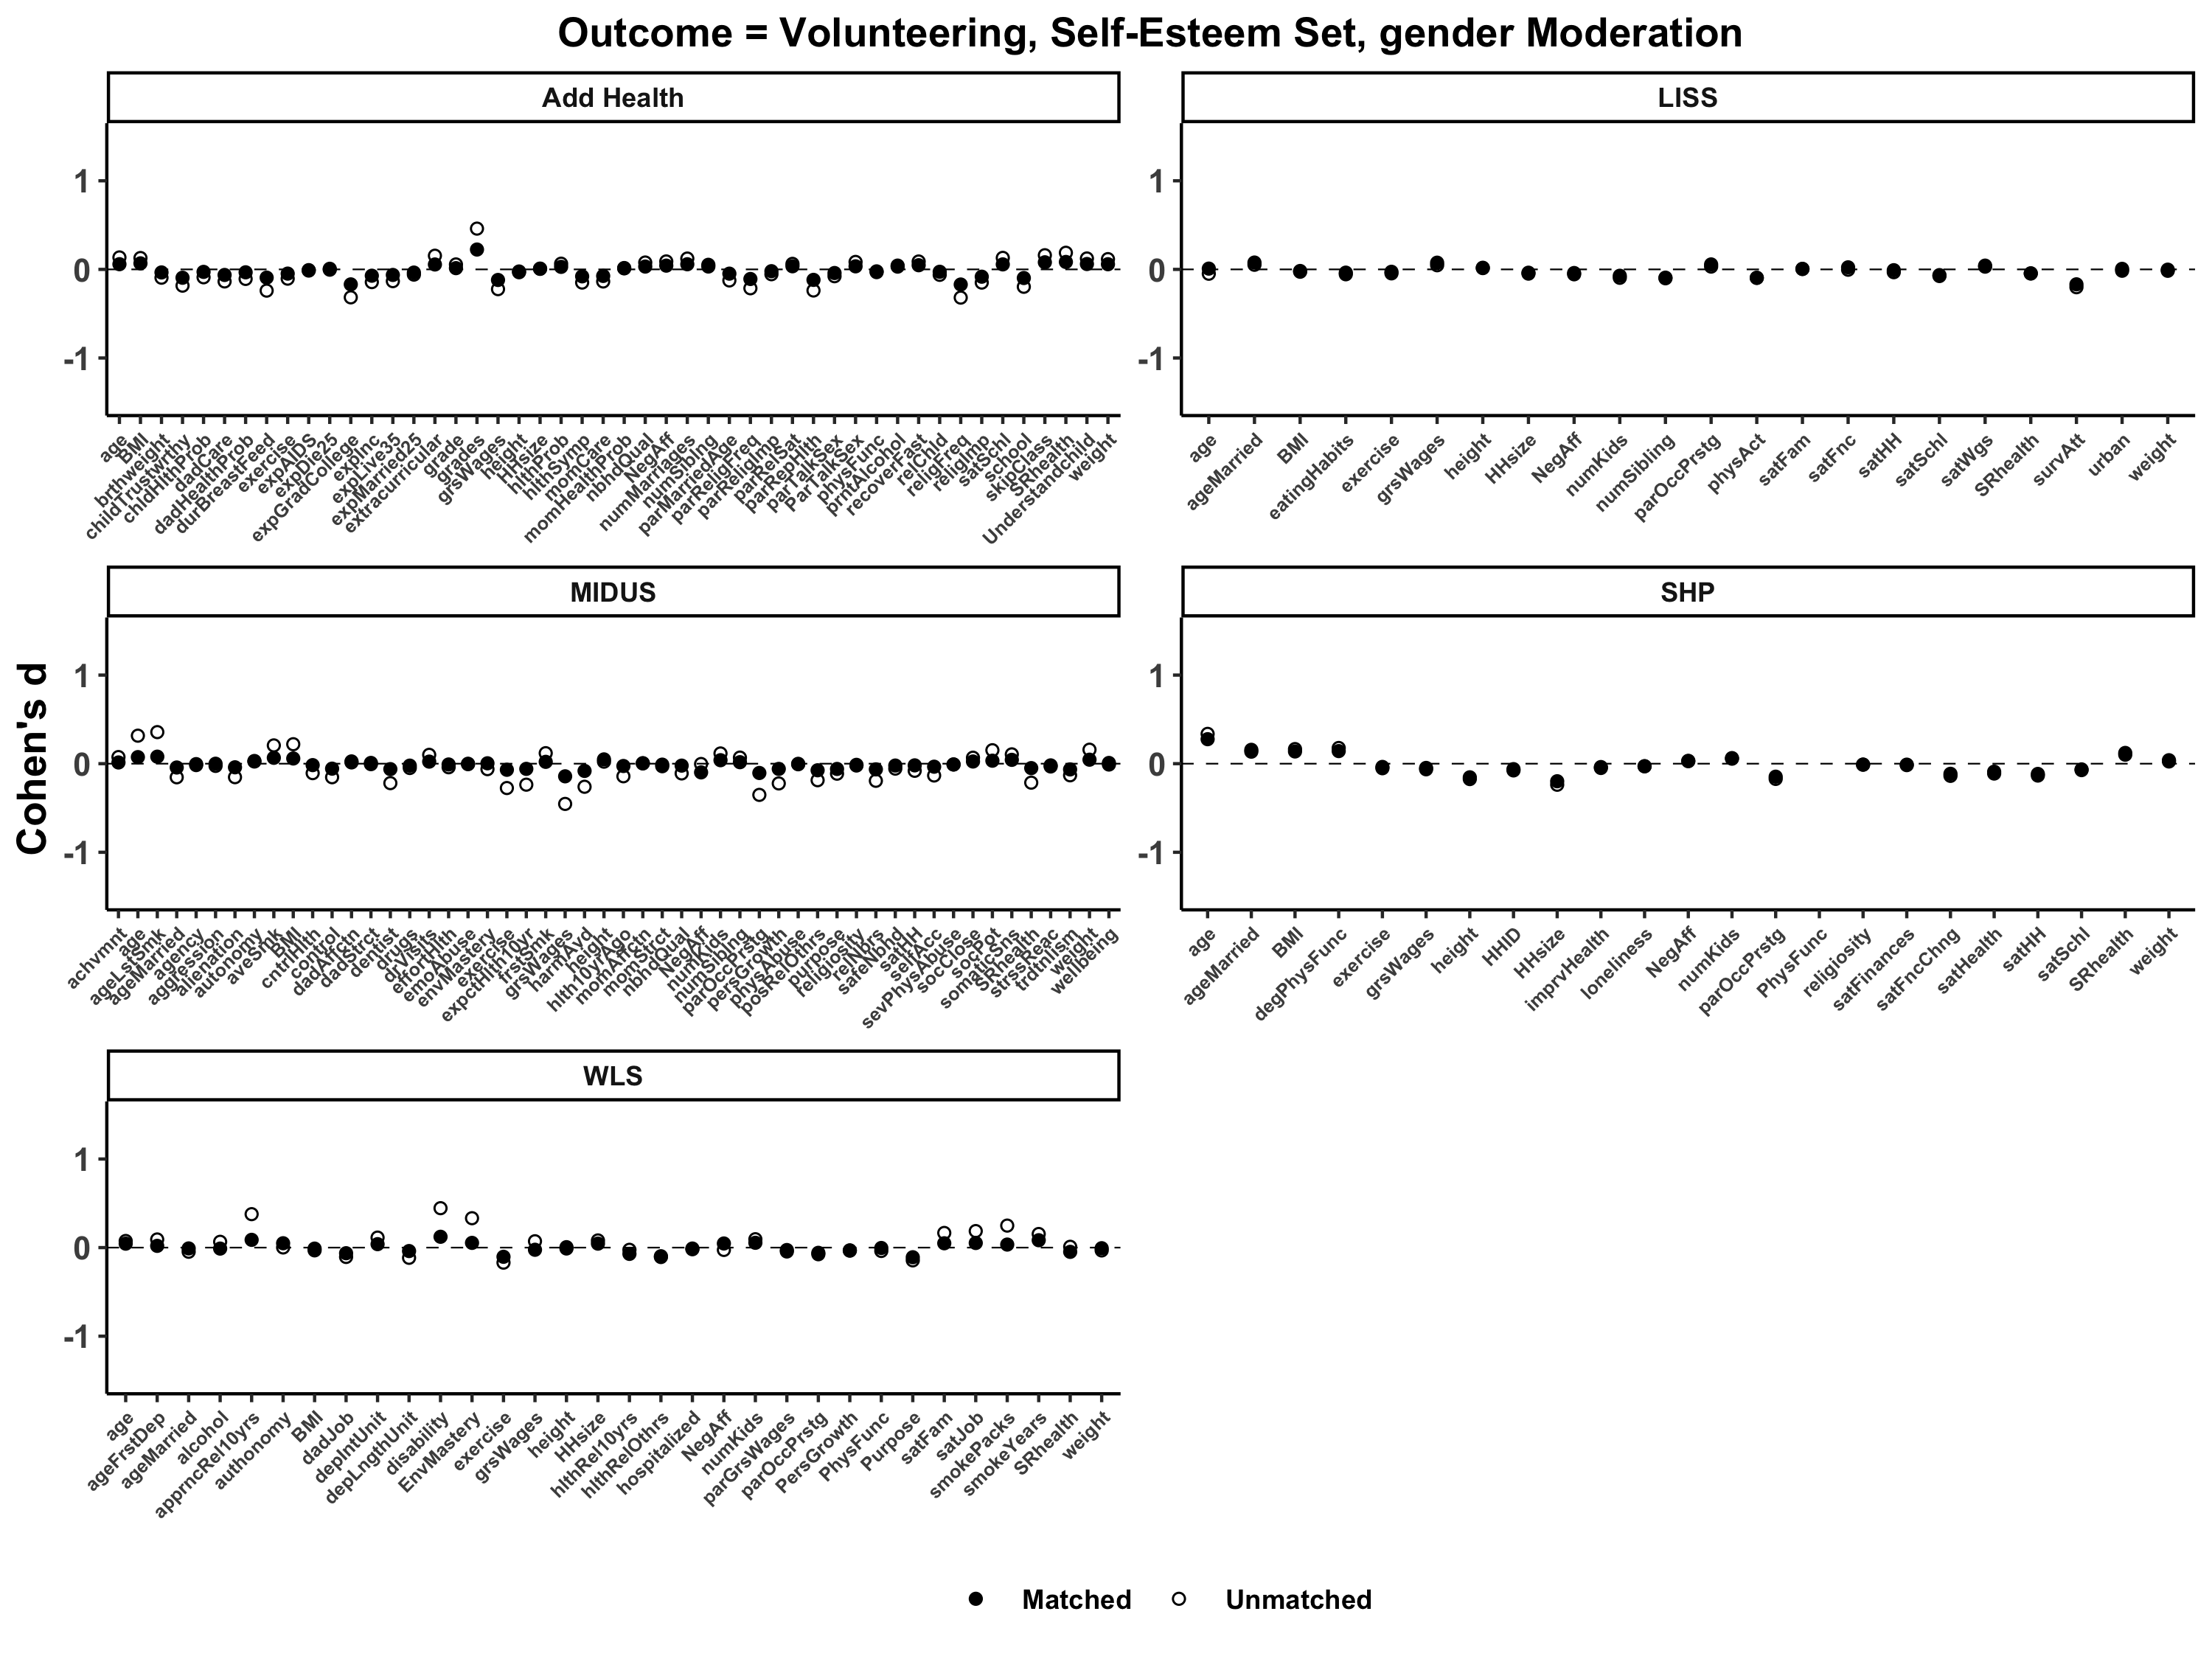 Outcome = Volunteering, Self-Esteem Set, gender Moderation
Add Health
1
0
-1
age
BMI
brthweight
childTrustwrthy
chldHlthProb
dadCare
dadHealthProb
durBreastFeed
exercise
expAIDS
expDie25
expGradCollege
expInc
expLive35
expMarried25
extracurricular
grade
grades
grsWages
height
HHsize
hlthProb
hlthSymp
momCare
momHealthProb
nbhdQual
NegAff
numMarriages
numSibing
parMarriedAge
parReligFreq
parReligImp
parRelSat
parRepHlth
parTalkSex
ParTalkSex
physFunc
prntAlcohol
recoverFast
relChld
religFreq
religImp
satSchl
school
skipClass
SRhealth
Understandchild
weight
LISS
1
0
-1
age
ageMarried
BMI
eatingHabits
exercise
grsWages
height
HHsize
NegAff
numKids
numSibling
parOccPrstg
physAct
satFam
satFnc
satHH
satSchl
satWgs
SRhealth
survAtt
urban
weight
Cohen's d
MIDUS
1
0
-1
achvmnt
age
ageLstSmk
ageMarried
agency
aggression
alienation
autonomy
aveSmk
BMI
cntrlHlth
control
dadAffctn
dadStrct
dentist
drugs
drVisits
effortHlth
emoAbuse
envMastery
exercise
expctHlth10yr
firstSmk
grsWages
harmAvd
height
hlth10yrAgo
momAffctn
momStrct
nbhdQual
NegAff
numKids
numSibing
parOccPrstg
persGrowth
physAbuse
posRelOthrs
purpose
religiosity
relNbrs
safeNbhd
satHH
selfAcc
sevPhysAbuse
socClose
socPot
somaticSns
SRhealth
strssReac
trdtnlism
weight
wellbeing
SHP
1
0
-1
age
ageMarried
BMI
degPhysFunc
exercise
grsWages
height
HHID
HHsize
imprvHealth
loneliness
NegAff
numKids
parOccPrstg
PhysFunc
religiosity
satFinances
satFncChng
satHealth
satHH
satSchl
SRhealth
weight
WLS
1
0
-1
age
ageFrstDep
ageMarried
alcohol
apprncRel10yrs
authonomy
BMI
dadJob
depIntUnit
depLngthUnit
disability
EnvMastery
exercise
grsWages
height
HHsize
hlthRel10yrs
hlthRelOthrs
hospitalized
NegAff
numKids
parGrsWages
parOccPrstg
PersGrowth
PhysFunc
Purpose
satFam
satJob
smokePacks
smokeYears
SRhealth
weight
Matched
Unmatched